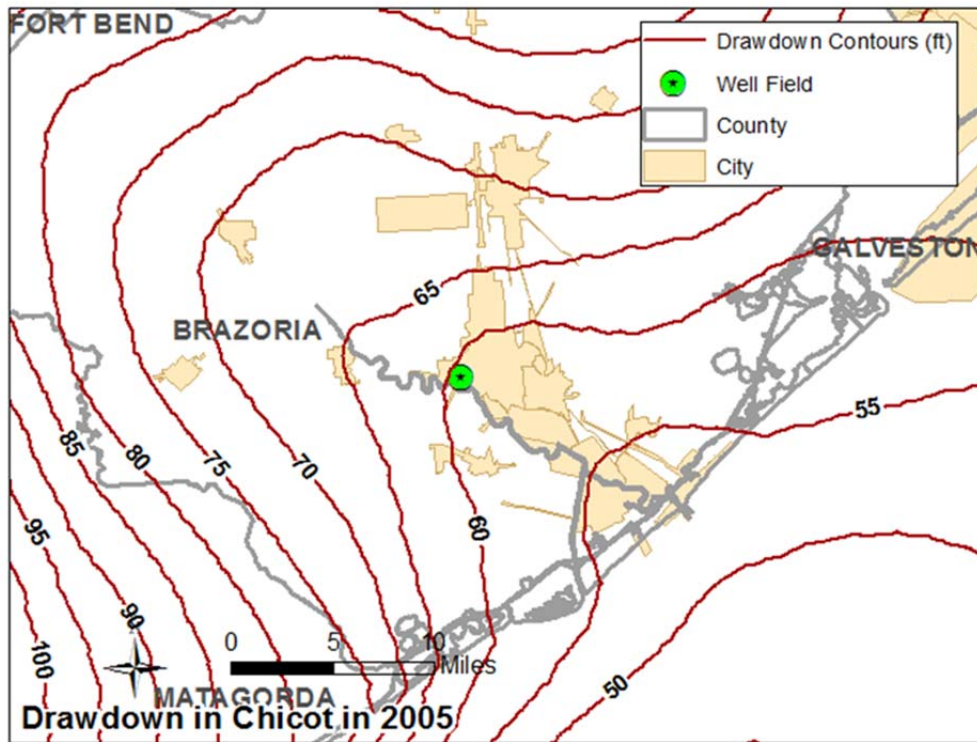 FORT BEND
Drawdown Contours (ft)
Well Field
County
City
GALVESTON
65
BRAZORIA
55
85
80
75
70
95
60
90
100
0 5 10
Miles
50
MATAGORDA
Drawdown in Chicot in 2005